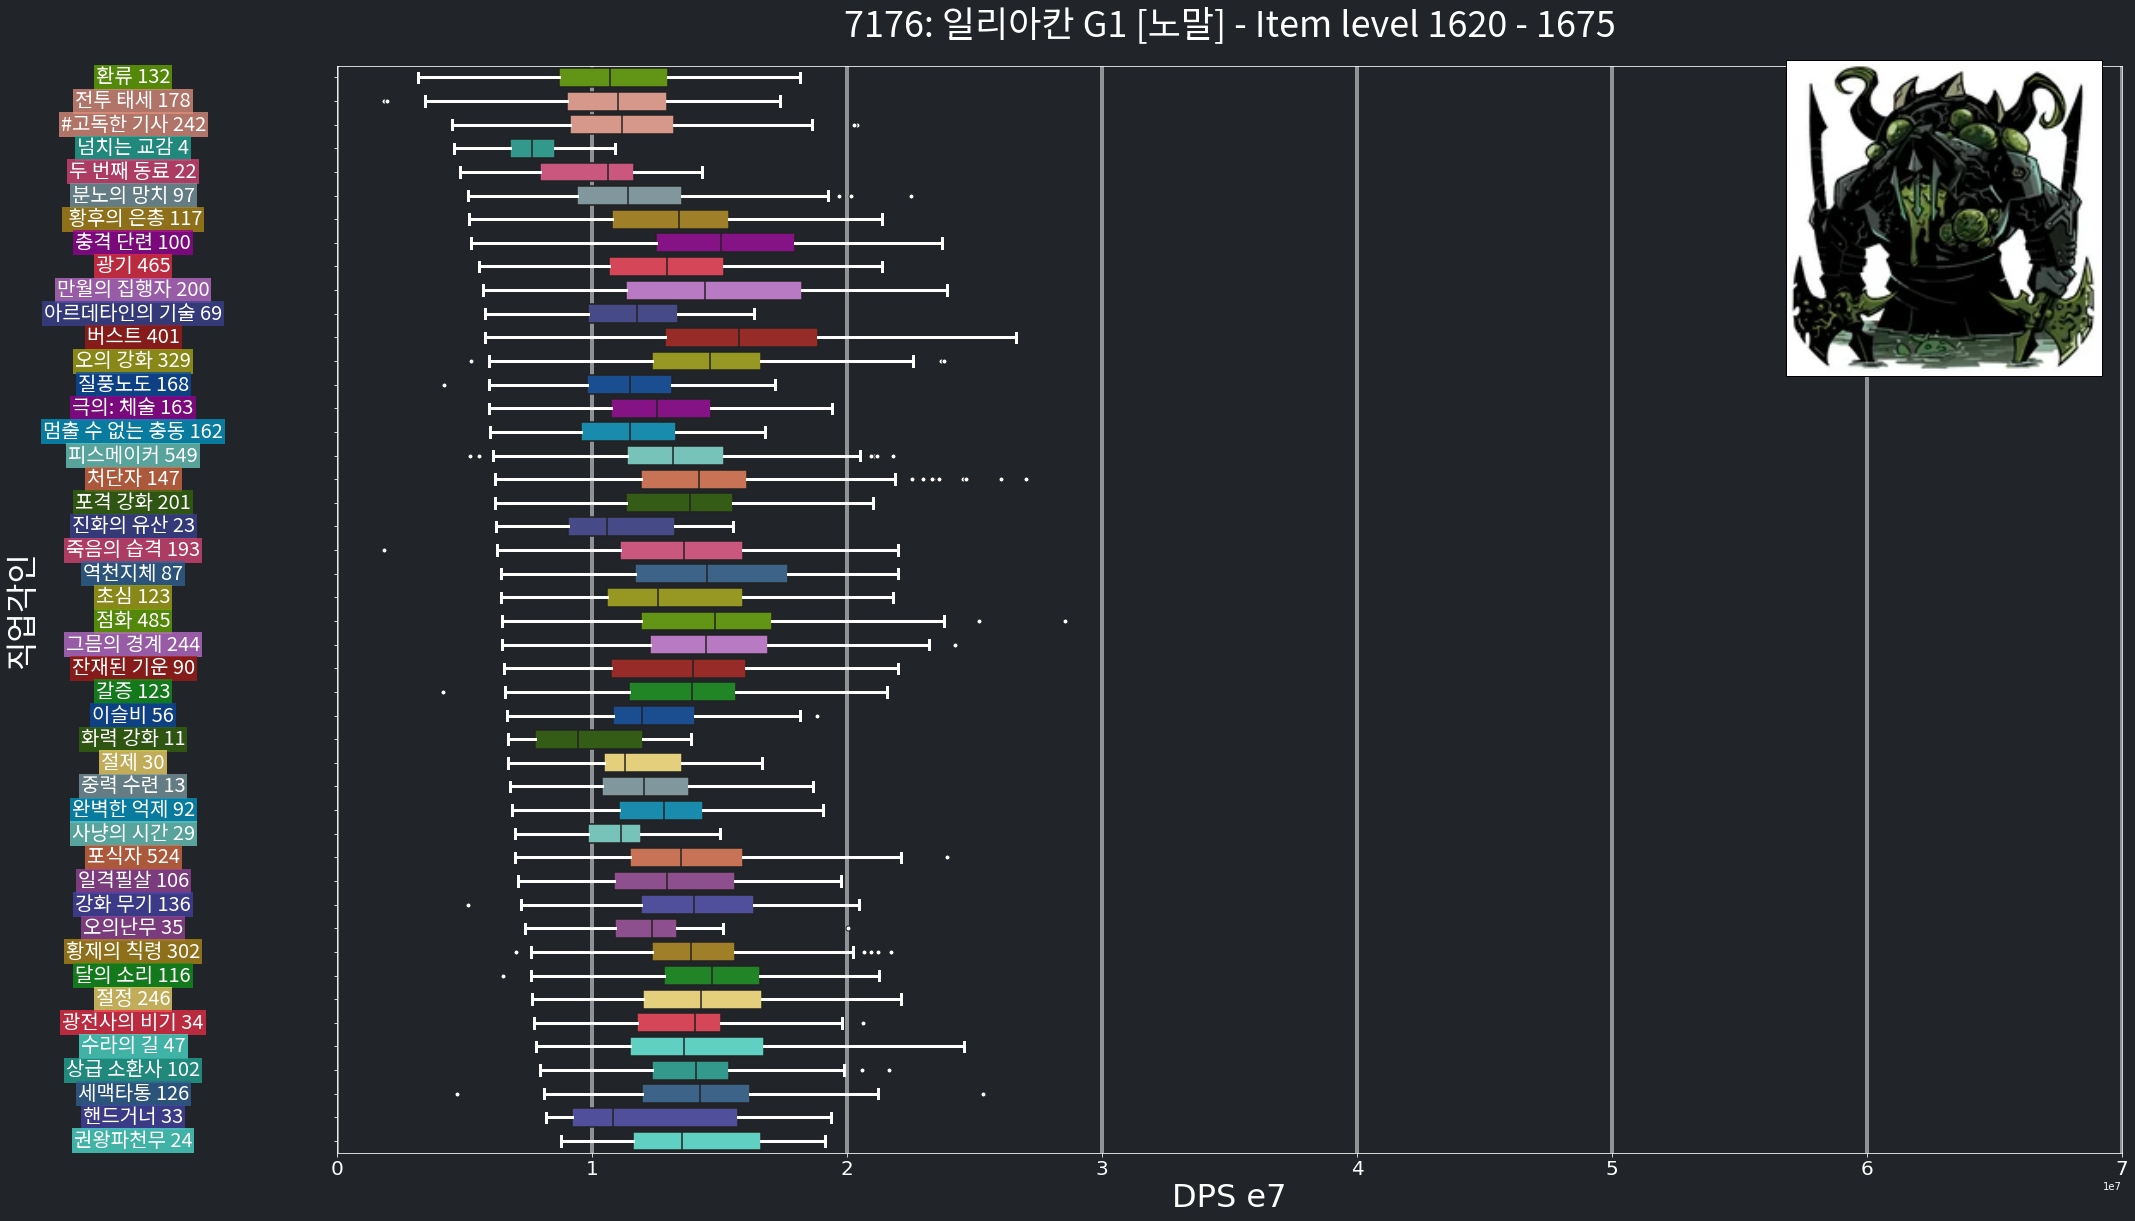 7176: 일리아칸 G1 [노말] - Item level 1620 - 1675
환류 132
전투 태세 178
#고독한 기사 242
넘치는 교감 4
두 번째 동료 22
분노의 망치 97
황후의 은총 117
충격 단련 100
광기 465
만월의 집행자 200
아르데타인의 기술 69
버스트 401
오의 강화 329
질풍노도 168
극의: 체술 163
멈출 수 없는 충동 162
피스메이커 549
처단자 147
포격 강화 201
진화의 유산 23
죽음의 습격 193
역천지체 87
초심 123
점화 485
그믐의 경계 244
잔재된 기운 90
갈증 123
이슬비 56
화력 강화 11
절제 30
중력 수련 13
완벽한 억제 92
사냥의 시간 29
포식자 524
일격필살 106
강화 무기 136
오의난무 35
황제의 칙령 302
달의 소리 116
절정 246
광전사의 비기 34
수라의 길 47
상급 소환사 102
세맥타통 126
핸드거너 33
권왕파천무 24
직업각인
0 1 2 3 4 5 6 7
1e7
DPS e7